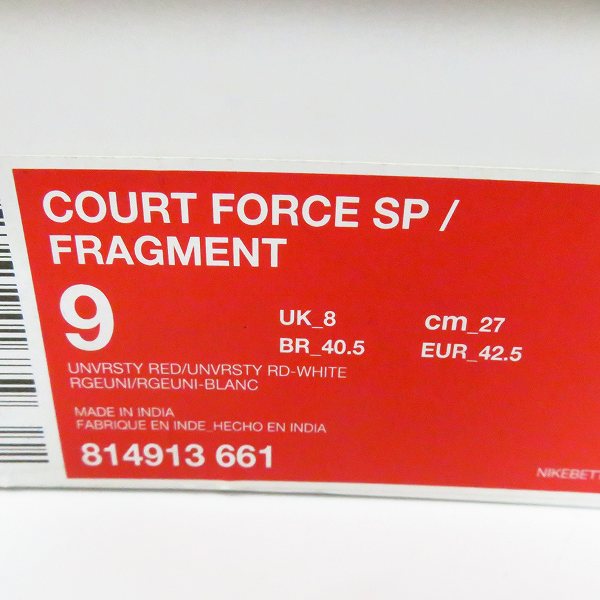 COURT FORCE SP /
FRAGMENT
9
UK_8 cm_27
BR_40.5 EUR_42.5
UNVRSTY RED/UNVRSTY RD-WHITE
RGEUNI/RGEUNI-BLANC
MADE IN INDIA
FABRIQUE EN INDE_HECHO EN INDIA
814913 661